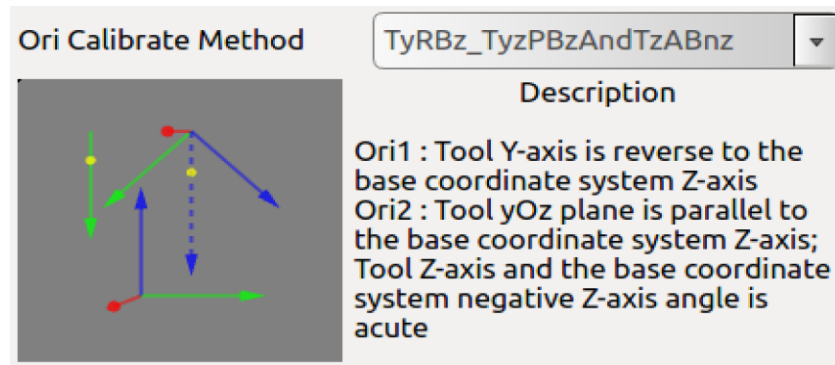 Ori Calibrate Method
TyRBz_TyzPBzAndTzABnz
Description
Ori1 : Tool Y-axis is reverse to the
base coordinate system Z-axis
Ori2 : Tool yOz plane is parallel to
the base coordinate system Z-axis;
Tool Z-axis and the base coordinate
system negative Z-axis angle is
acute